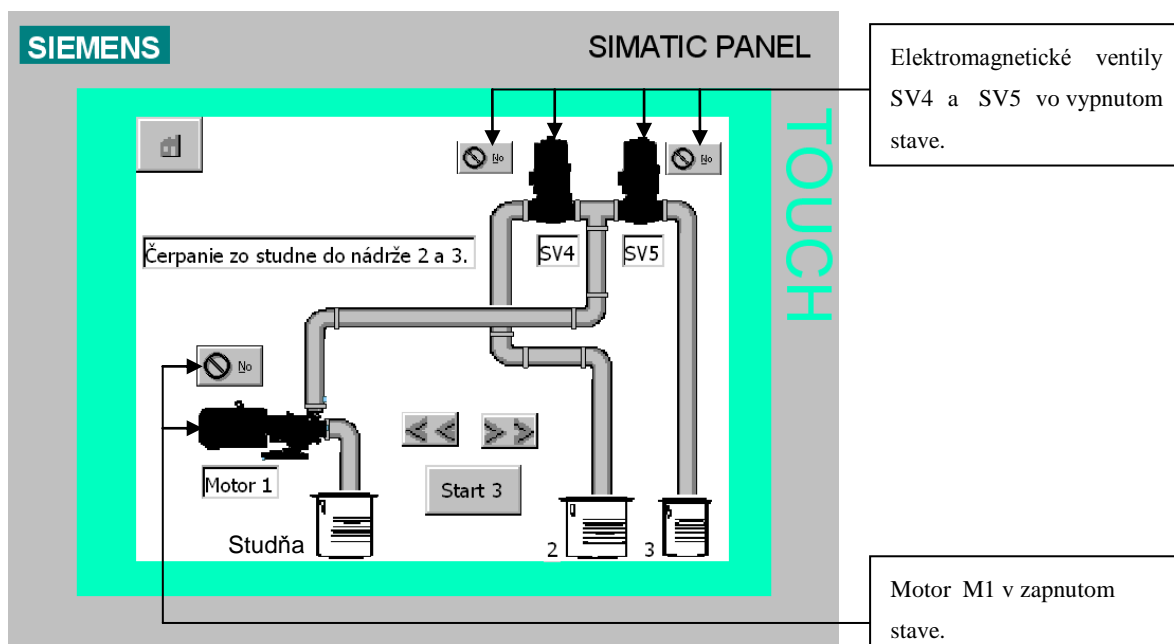 SIEMENS
SIMATIC PANEL
TOUCH
Elektromagnetické ventily
SV4 a SV5 vo vypnutom
stave.
No
No
SV4
SV5
Čerpanie zo studne do nádrže 2 a 3.
No
Motor 1
Start 3
Studňa
2
3
Motor M1 v zapnutom
stave.